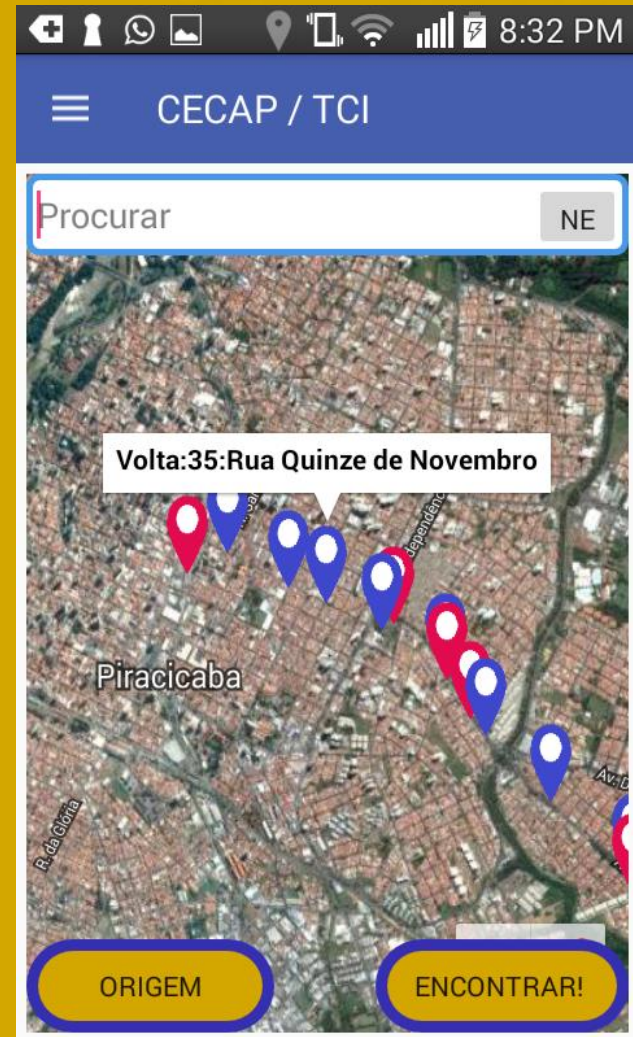 8:32 PM
CECAP / TCI
Procurar
NE
Volta:35:Rua Quinze de Novembro
Piracicaba
R. da Glória
ORIGEM
ENCONTRAR!